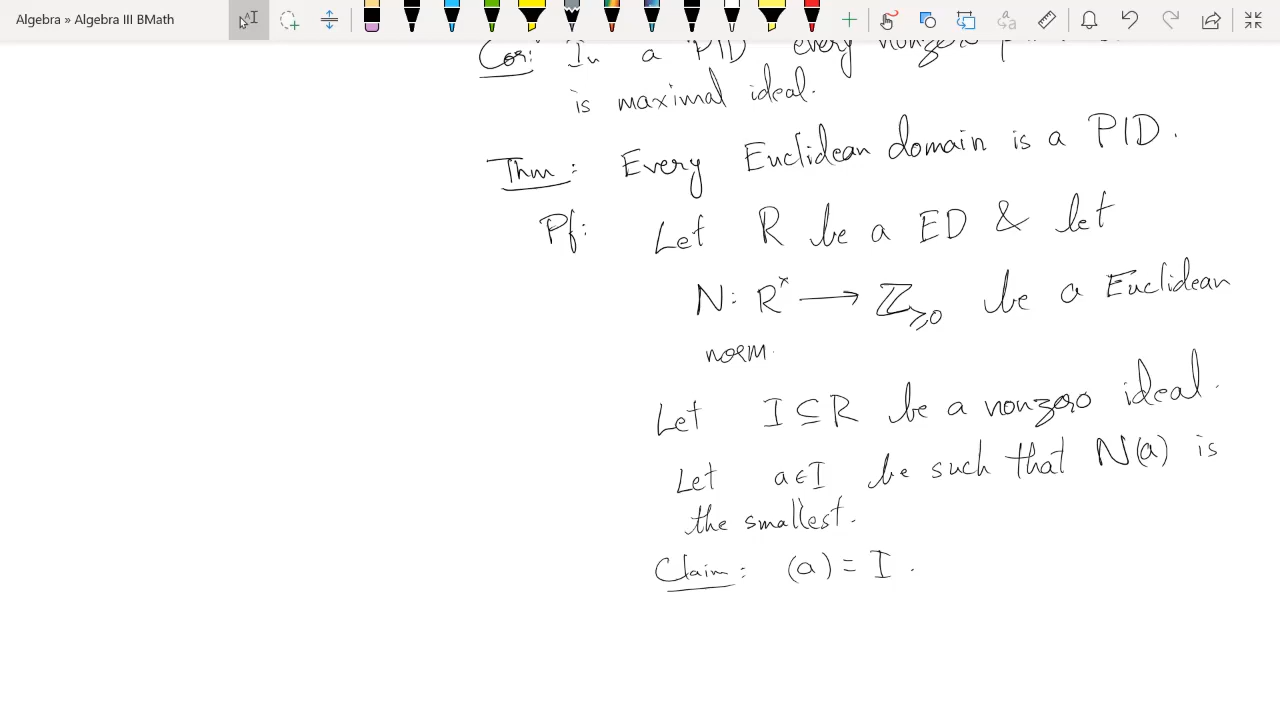 Algebra » Algebra III BMath
Cor: In a PID every nonzero
is maximal ideal.
Thm: Every Euclidean domain is a PID.
Pf: Let R be a ED & let
N: Rˣ ⟶ ℤ≥0 be a Euclidean
norm.
Let I ⊆ R be a nonzero ideal.
Let a ∈ I be such that N(a) is
the smallest.
Claim: (a) = I.